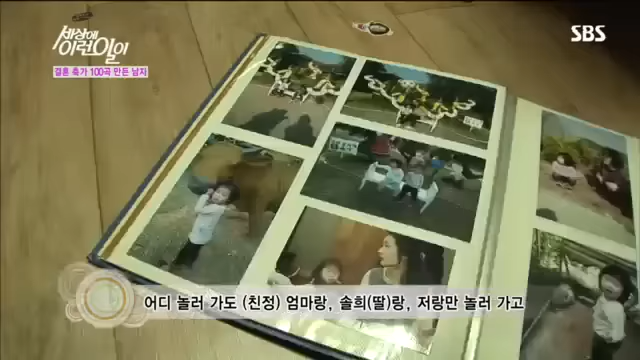 세상에
이런일이
SBS
결혼 축가 100곡 만든 남자
어디 놀러 가도 (친정) 엄마랑, 솔희(딸)랑, 저랑만 놀러 가고